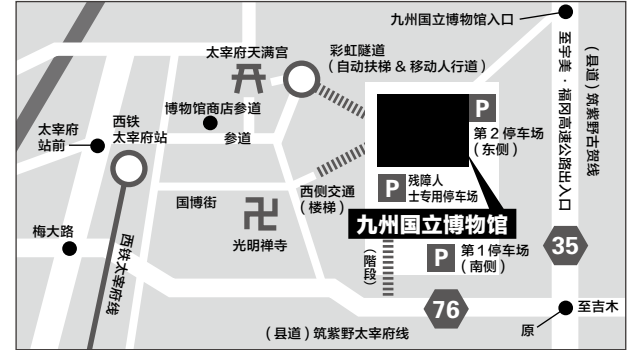 九州国立博物馆入口
至宇美・福冈高速公路出入口
(县道)筑紫野古贺线
太宰府天满宫
彩虹隧道
(自动扶梯 & 移动人行道)
博物馆商店参道
西铁
太宰府站
太宰府
站前
参道
P
第2停车场
(东侧)
西侧交通
(楼梯)
P
残障人
士专用停车场
国博街
光明禅寺
九州国立博物馆
梅大路
西铁太宰府线
(階段)
P
第1停车场
(南侧)
35
76
至吉木
原
(县道)筑紫野太宰府线